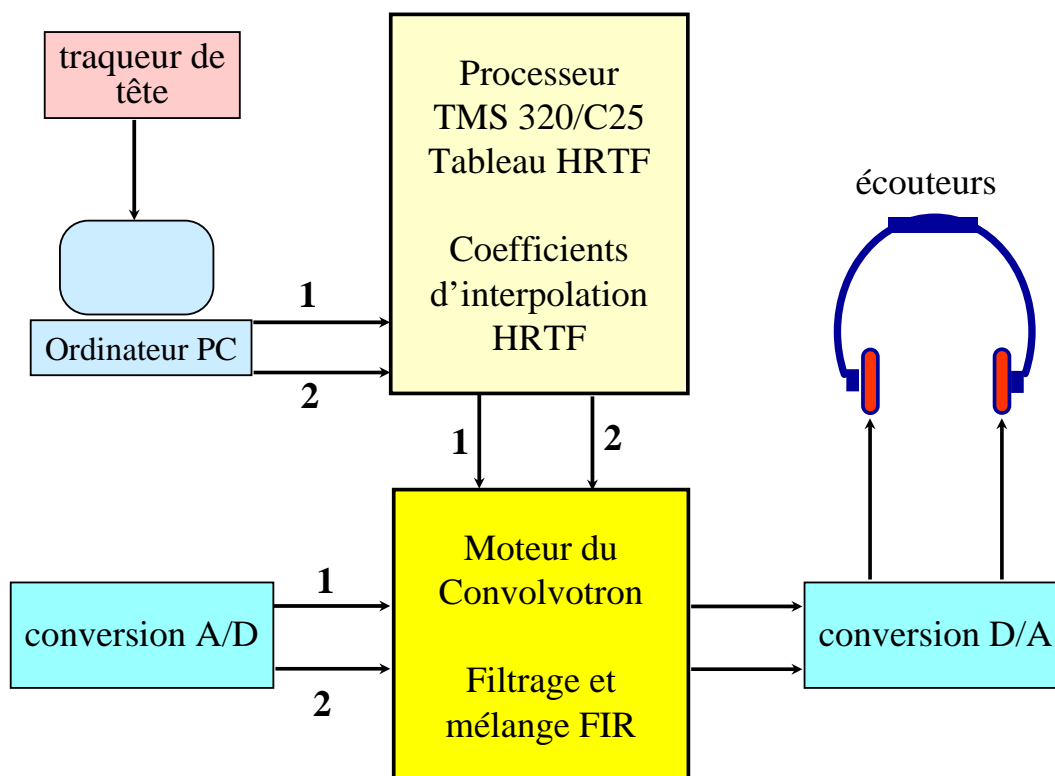 traqueur de
tête
Processeur
TMS 320/C25
Tableau HRTF
Coefficients
d’interpolation
HRTF
écouteurs
Ordinateur PC
1
2
1
2
conversion A/D
1
2
Moteur du
Convolvotron
Filtrage et
mélange FIR
conversion D/A